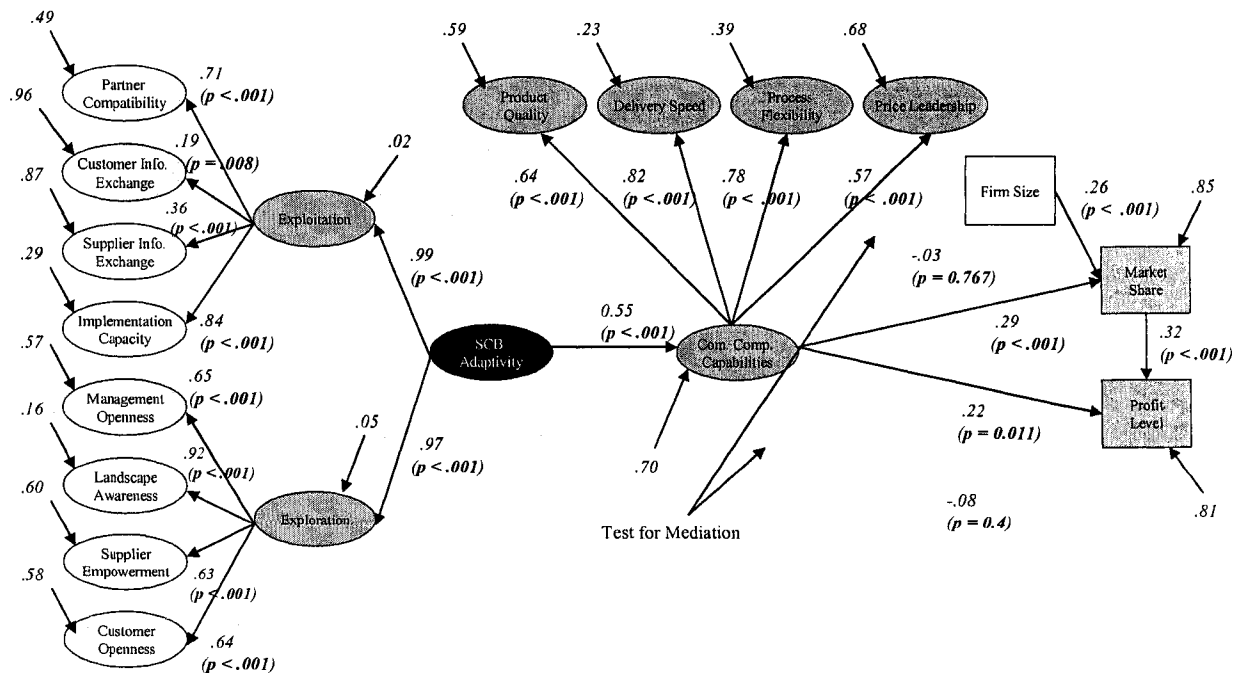 .49
Partner
Compatibility
.71
(p <.001)
.96
Customer Info.
Exchange
.19
(p = .008)
.87
Supplier Info.
Exchange
.36
(p <.001)
.29
Implementation
Capacity
.84
(p <.001)
.57
Management
Openness
.65
(p <.001)
.16
Landscape
Awareness
.92
(p <.001)
.60
Supplier
Empowerment
.63
(p <.001)
.58
Customer
Openness
.64
(p <.001)
.02
Exploitation
.99
(p <.001)
.05
Exploration
.97
(p <.001)
SCB
Adaptivity
0.55
(p <.001)
.59
Product
Quality
.64
(p <.001)
.23
Delivery Speed
.82
(p <.001)
.39
Process
Flexibility
.78
(p <.001)
.68
Price Leadership
.57
(p <.001)
Com. Comp.
Capabilities
.70
Test for Mediation
Firm Size
.26
(p <.001)
.85
-.03
(p = 0.767)
Market
Share
.29
(p <.001)
.32
(p <.001)
Profit
Level
.22
(p = 0.011)
.81
-.08
(p = 0.4)